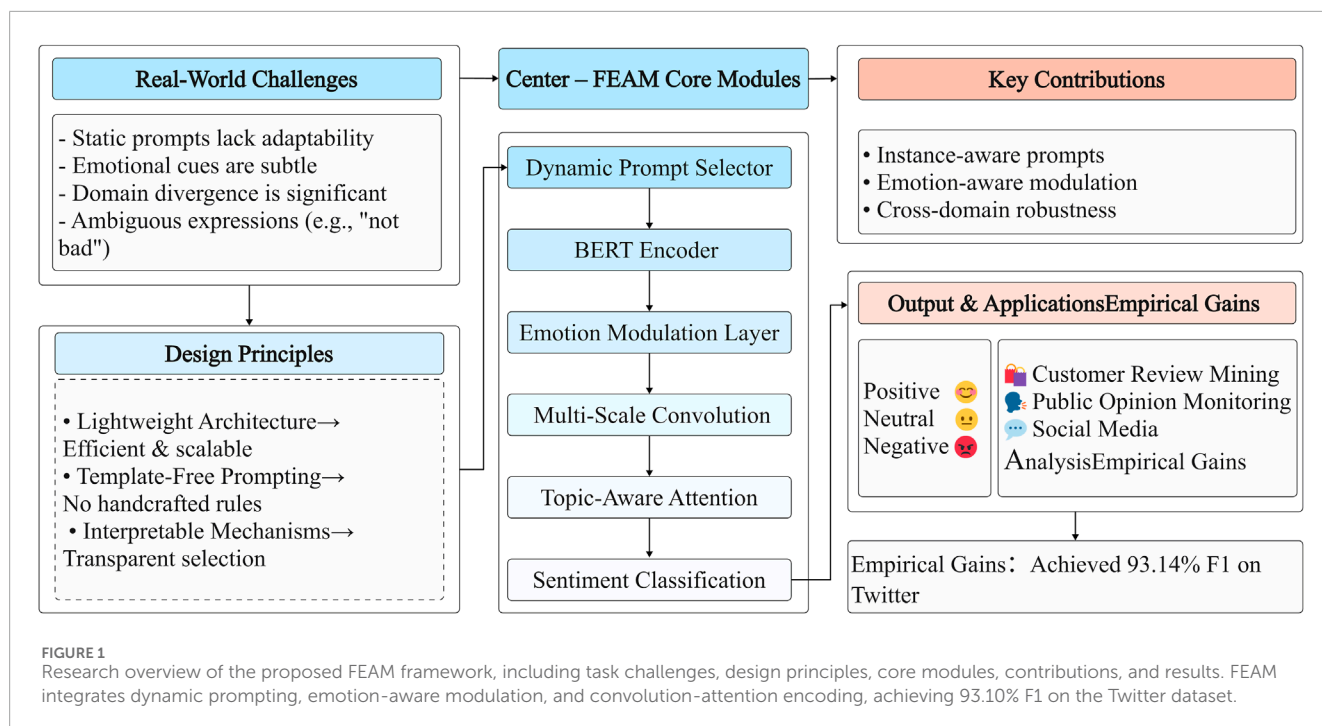 Real-World Challenges
- Static prompts lack adaptability
- Emotional cues are subtle
- Domain divergence is significant
- Ambiguous expressions (e.g., "not
bad")
Design Principles
• Lightweight Architecture→
Efficient & scalable
• Template-Free Prompting→
No handcrafted rules
• Interpretable Mechanisms→
Transparent selection
Center – FEAM Core Modules
Dynamic Prompt Selector
BERT Encoder
Emotion Modulation Layer
Multi-Scale Convolution
Topic-Aware Attention
Sentiment Classification
Key Contributions
• Instance-aware prompts
• Emotion-aware modulation
• Cross-domain robustness
Output & ApplicationsEmpirical Gains
Positive 😊
Neutral 😐
Negative 😡
🛍️ Customer Review Mining
🗣️ Public Opinion Monitoring
💬 Social Media
AnalysisEmpirical Gains
Empirical Gains：Achieved 93.14% F1 on
Twitter
FIGURE 1
Research overview of the proposed FEAM framework, including task challenges, design principles, core modules, contributions, and results. FEAM
integrates dynamic prompting, emotion-aware modulation, and convolution-attention encoding, achieving 93.10% F1 on the Twitter dataset.